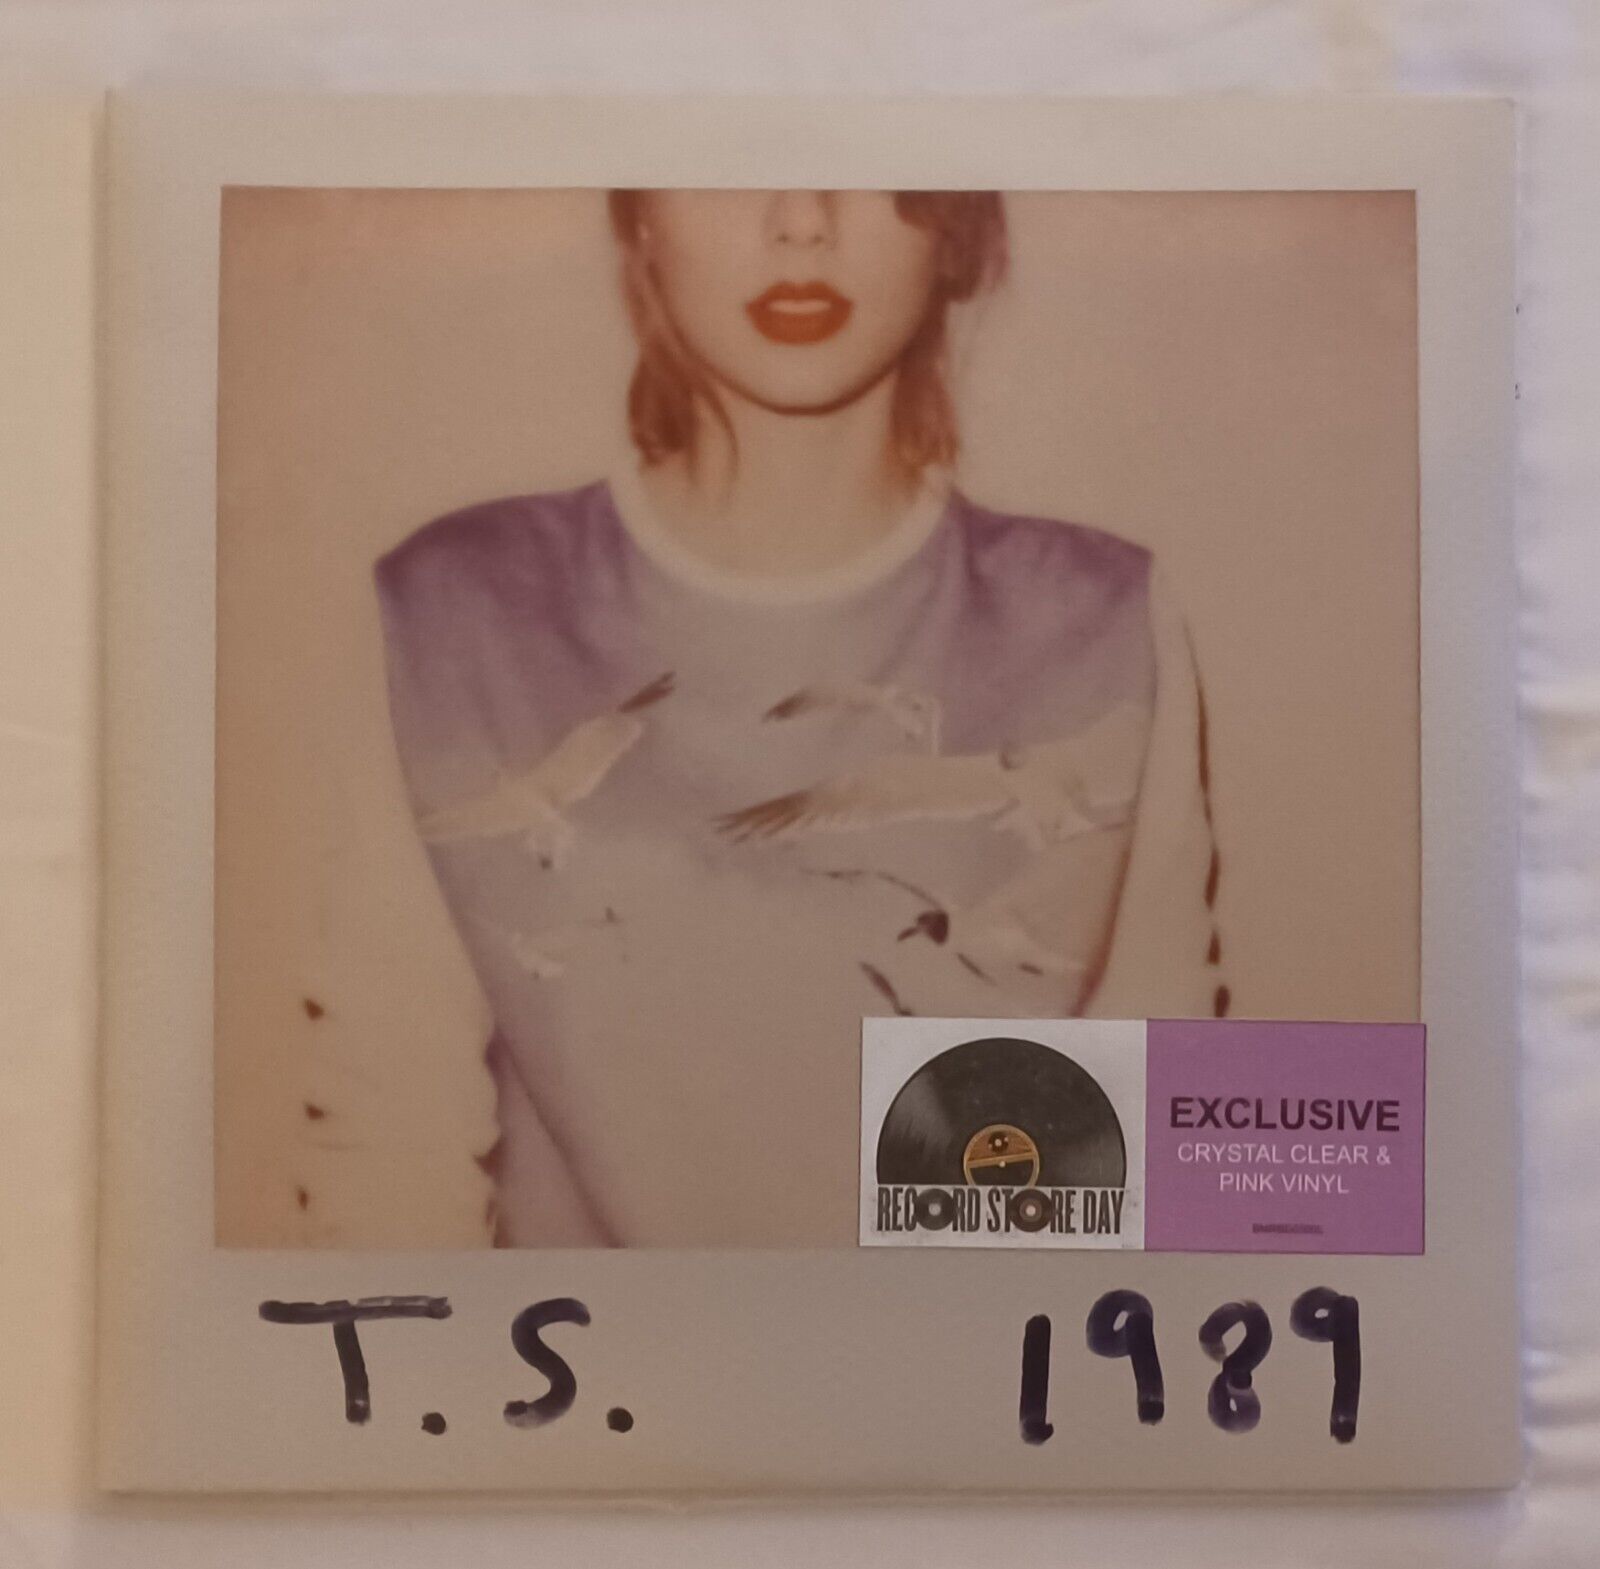 RECORD STORE DAY
EXCLUSIVE
CRYSTAL CLEAR &
PINK VINYL
T.S. 1989